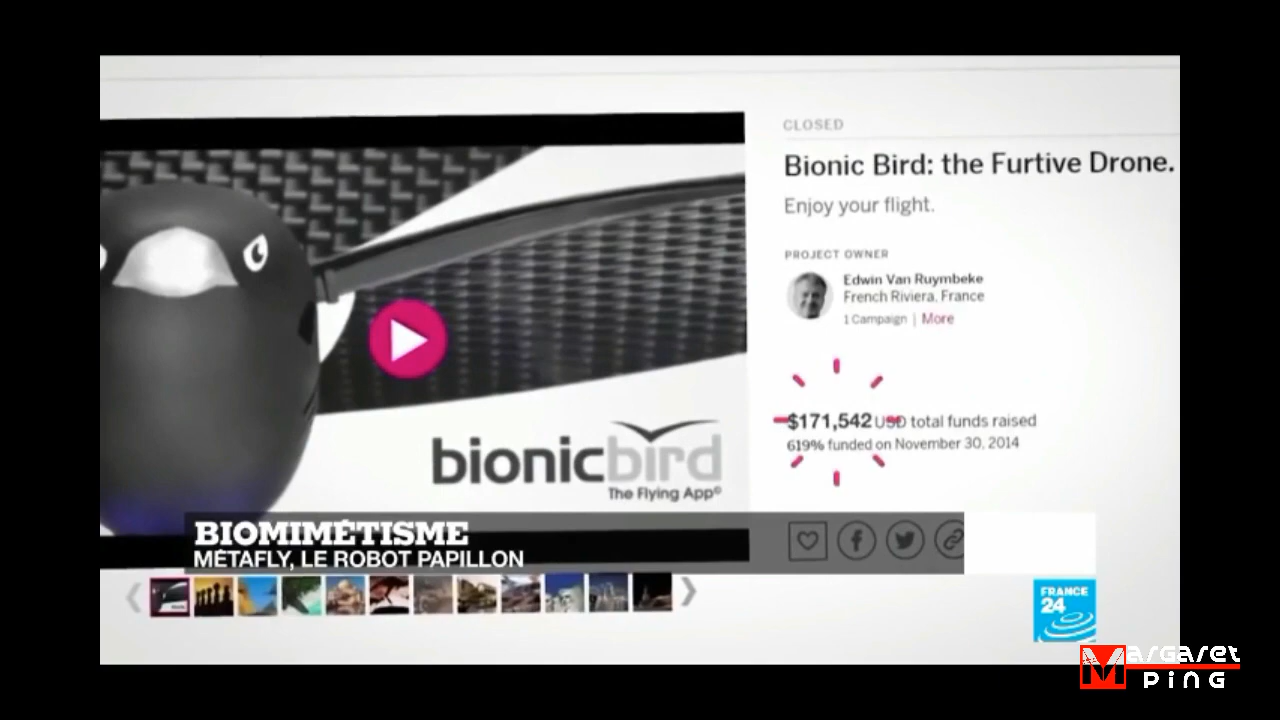 CLOSED
Bionic Bird: the Furtive Drone.
Enjoy your flight.
PROJECT OWNER
Edwin Van Ruymbeke
French Riviera, France
1 Campaign | More
$171,542 USD total funds raised
619% funded on November 30, 2014
bionicbird
The Flying App©
BIOMIMÉTISME
MÉTAFLY, LE ROBOT PAPILLON
FRANCE
24
Margaret
PING